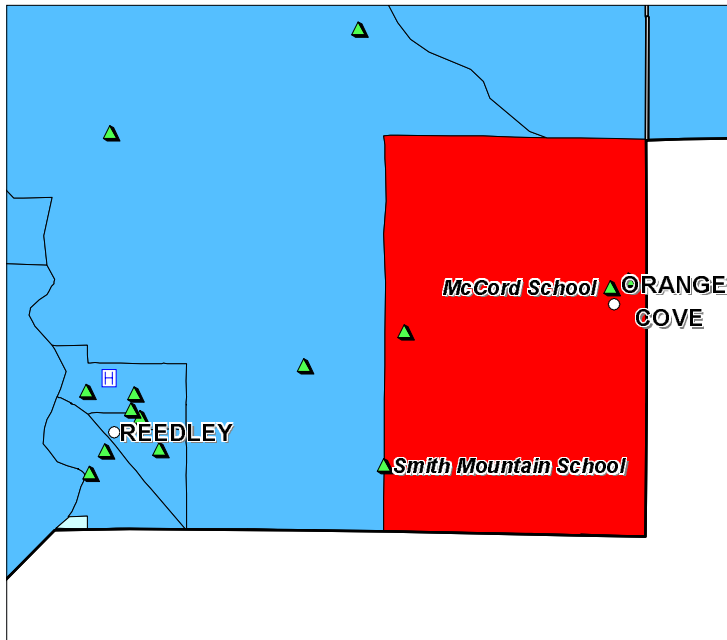 McCord School
ORANGE
COVE
H
REEDLEY
Smith Mountain School